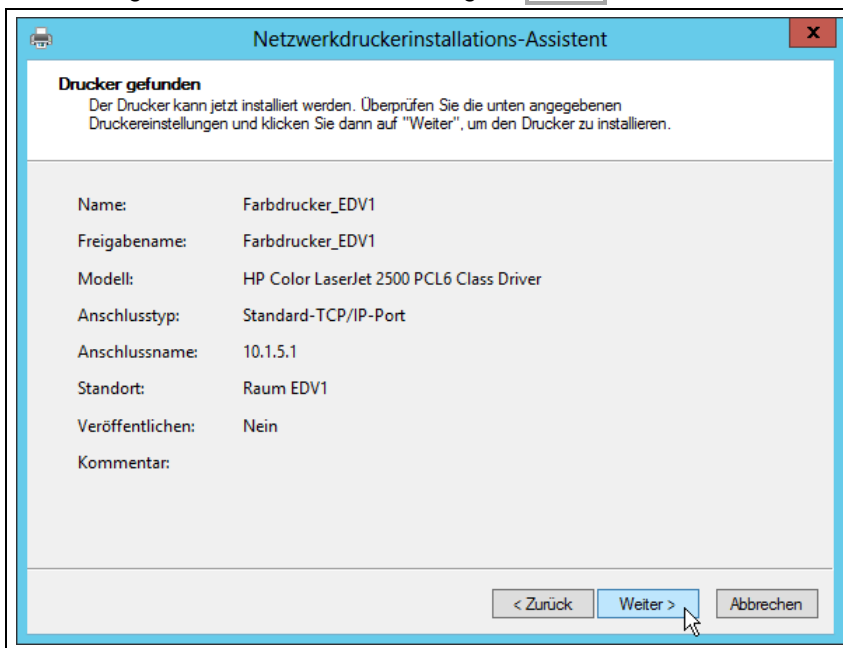 Netzwerkdruckerinstallations-Assistent
x
Drucker gefunden
Der Drucker kann jetzt installiert werden. Überprüfen Sie die unten angegebenen
Druckereinstellungen und klicken Sie dann auf "Weiter", um den Drucker zu installieren.
Name: Farbdrucker_EDV1
Freigabename: Farbdrucker_EDV1
Modell: HP Color LaserJet 2500 PCL6 Class Driver
Anschlusstyp: Standard-TCP/IP-Port
Anschlussname: 10.1.5.1
Standort: Raum EDV1
Veröffentlichen: Nein
Kommentar:
< Zurück Weiter > Abbrechen